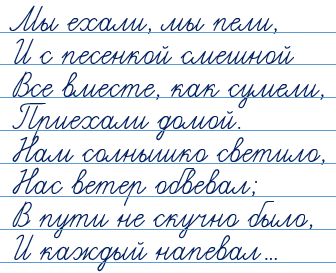 Мы ехали, мы пели,
И с песенкой смешной
Все вместе, как сумели,
Приехали домой.
Нам солнышко светило,
Нас ветер обвевал;
В пути не скучно было,
И каждый напевал...